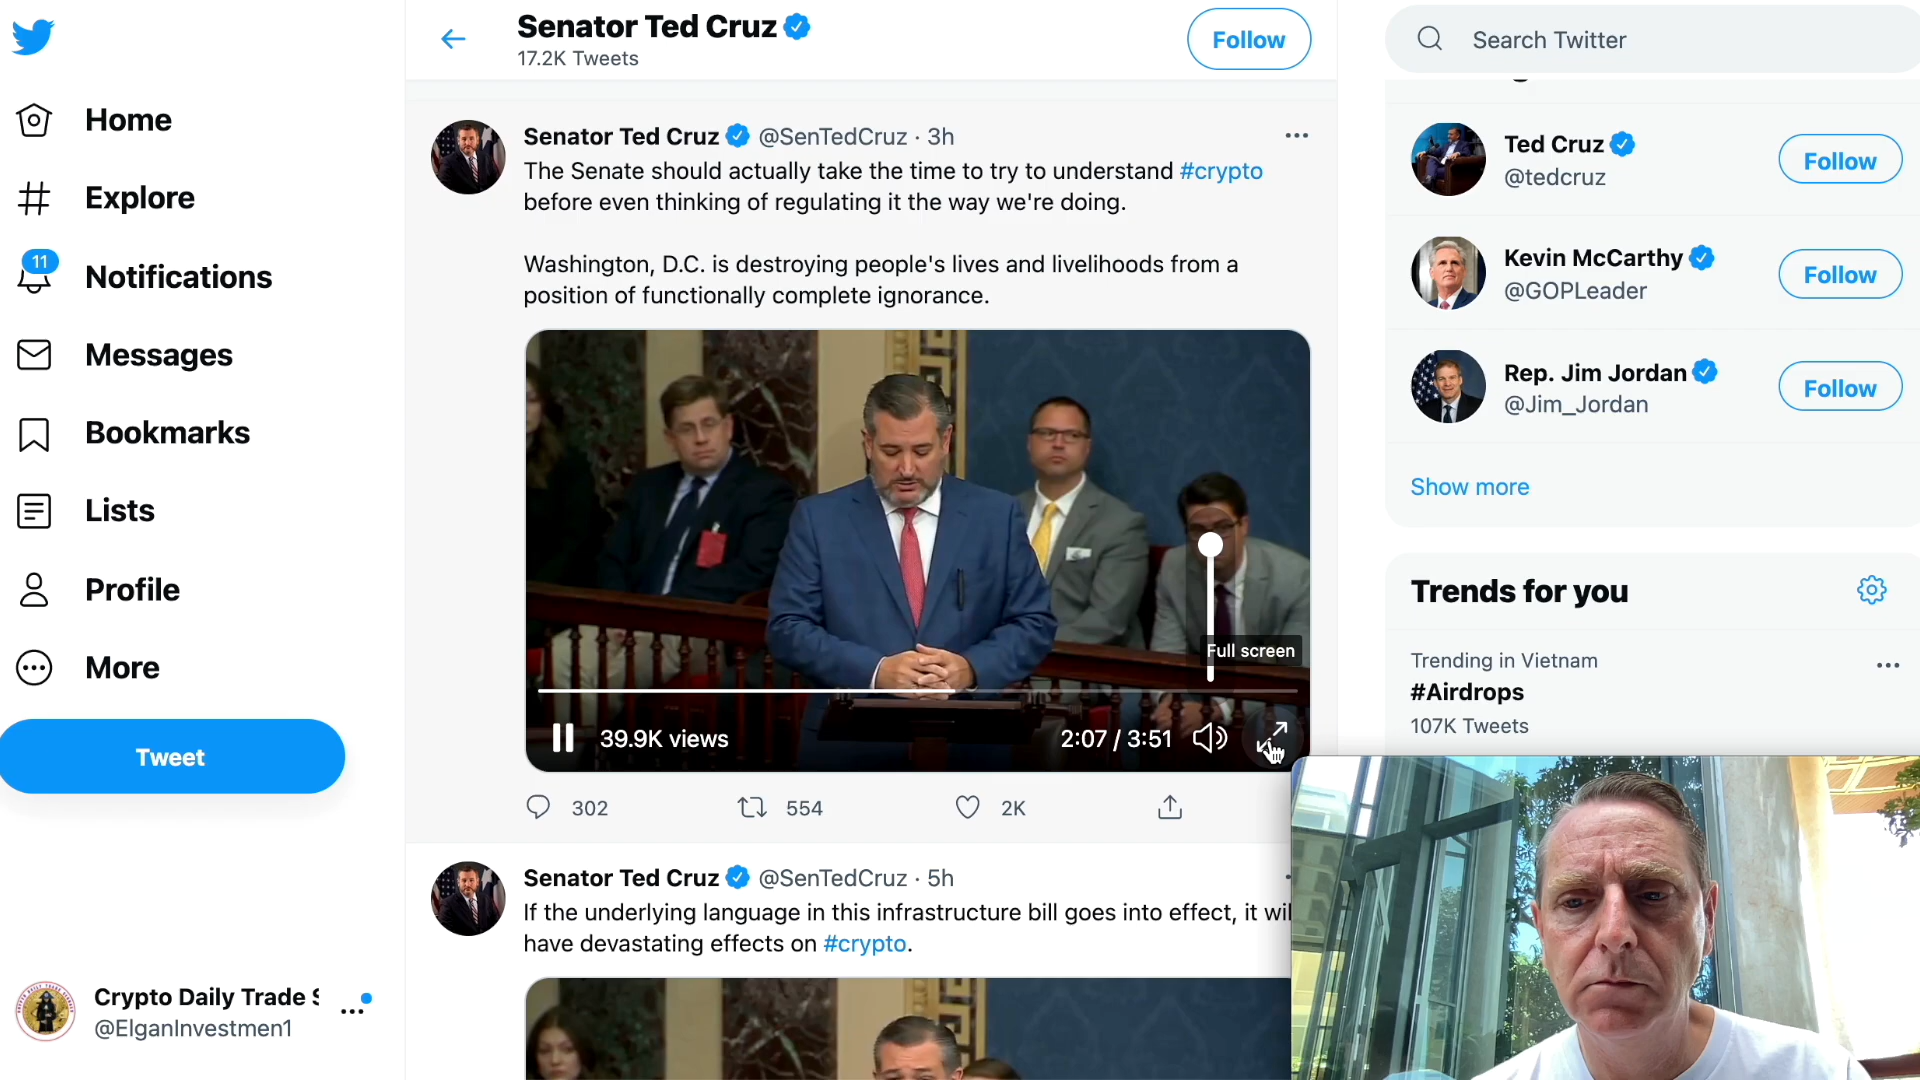 Home
Explore
11
Notifications
Messages
Bookmarks
Lists
Profile
More
Tweet
Crypto Daily Trade S
@ElganInvestmen1
Senator Ted Cruz
17.2K Tweets
Follow
Senator Ted Cruz @SenTedCruz · 3h
The Senate should actually take the time to try to understand #crypto
before even thinking of regulating it the way we're doing.
Washington, D.C. is destroying people's lives and livelihoods from a
position of functionally complete ignorance.
Full screen
39.9K views
2:07 / 3:51
302
554
2K
Senator Ted Cruz @SenTedCruz · 5h
If the underlying language in this infrastructure bill goes into effect, it
have devastating effects on #crypto.
Search Twitter
Ted Cruz
@tedcruz
Follow
Kevin McCarthy
@GOPLeader
Follow
Rep. Jim Jordan
@Jim_Jordan
Follow
Show more
Trends for you
Trending in Vietnam
#Airdrops
107K Tweets